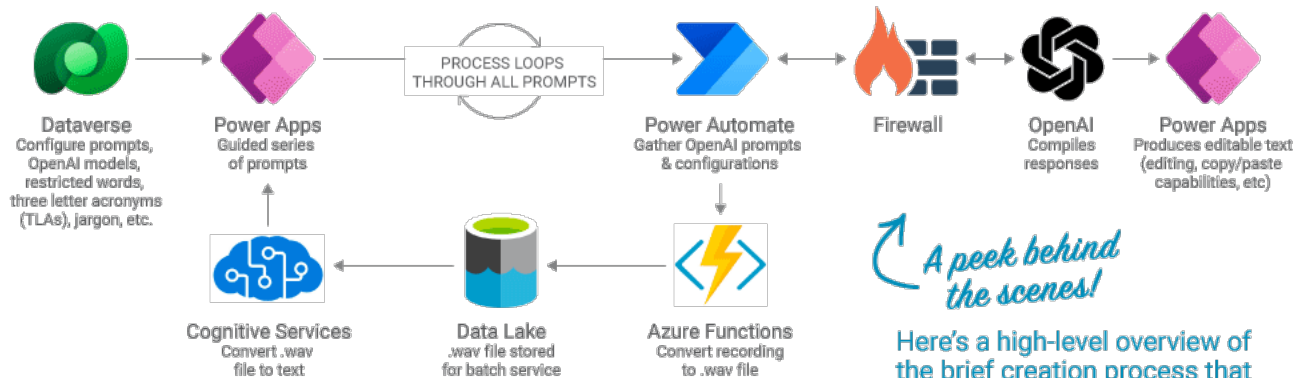 PROCESS LOOPS
THROUGH ALL PROMPTS
Dataverse
Configure prompts,
OpenAI models,
restricted words,
three letter acronyms
(TLAs), jargon, etc.
Power Apps
Guided series
of prompts
Power Automate
Gather OpenAI prompts
& configurations
Firewall
OpenAI
Compiles
responses
Power Apps
Produces editable text
(editing, copy/paste
capabilities, etc)
Cognitive Services
Convert .wav
file to text
Data Lake
.wav file stored
for batch service
Azure Functions
Convert recording
to .wav file
A peek behind
the scenes!
Here's a high-level overview of
the brief creation process that